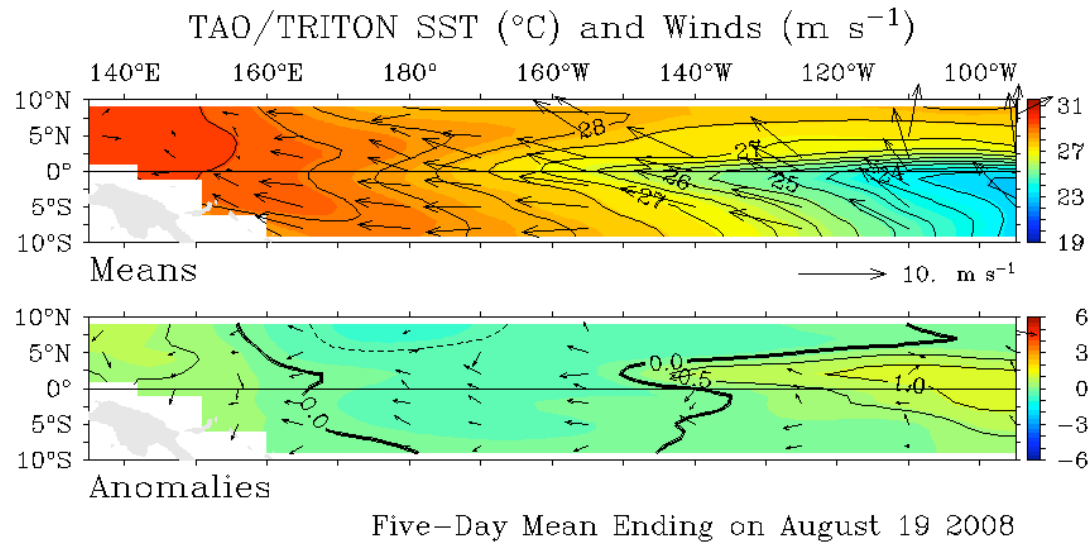 TAO/TRITON SST (°C) and Winds (m s⁻¹)
140°E 160°E 180° 160°W 140°W 120°W 100°W
10°N
5°N
0°
5°S
10°S
28
27
26
25
24
27
31
27
23
19
Means
10. m s⁻¹
10°N
5°N
0°
5°S
10°S
0.0
0.0
0.5
1.0
6
3
0
-3
-6
Anomalies
Five-Day Mean Ending on August 19 2008